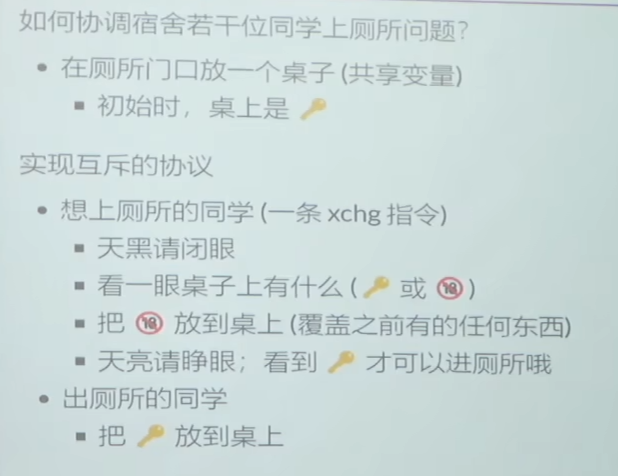 如何协调宿舍若干位同学上厕所问题？
• 在厕所门口放一个桌子 (共享变量)
▪ 初始时，桌上是 🔑
实现互斥的协议
• 想上厕所的同学 (一条 xchg 指令)
▪ 天黑请闭眼
▪ 看一眼桌子上有什么 (🔑 或 🔞)
▪ 把 🔞 放到桌上 (覆盖之前有的任何东西)
▪ 天亮请睁眼；看到 🔑 才可以进厕所哦
• 出厕所的同学
▪ 把 🔑 放到桌上